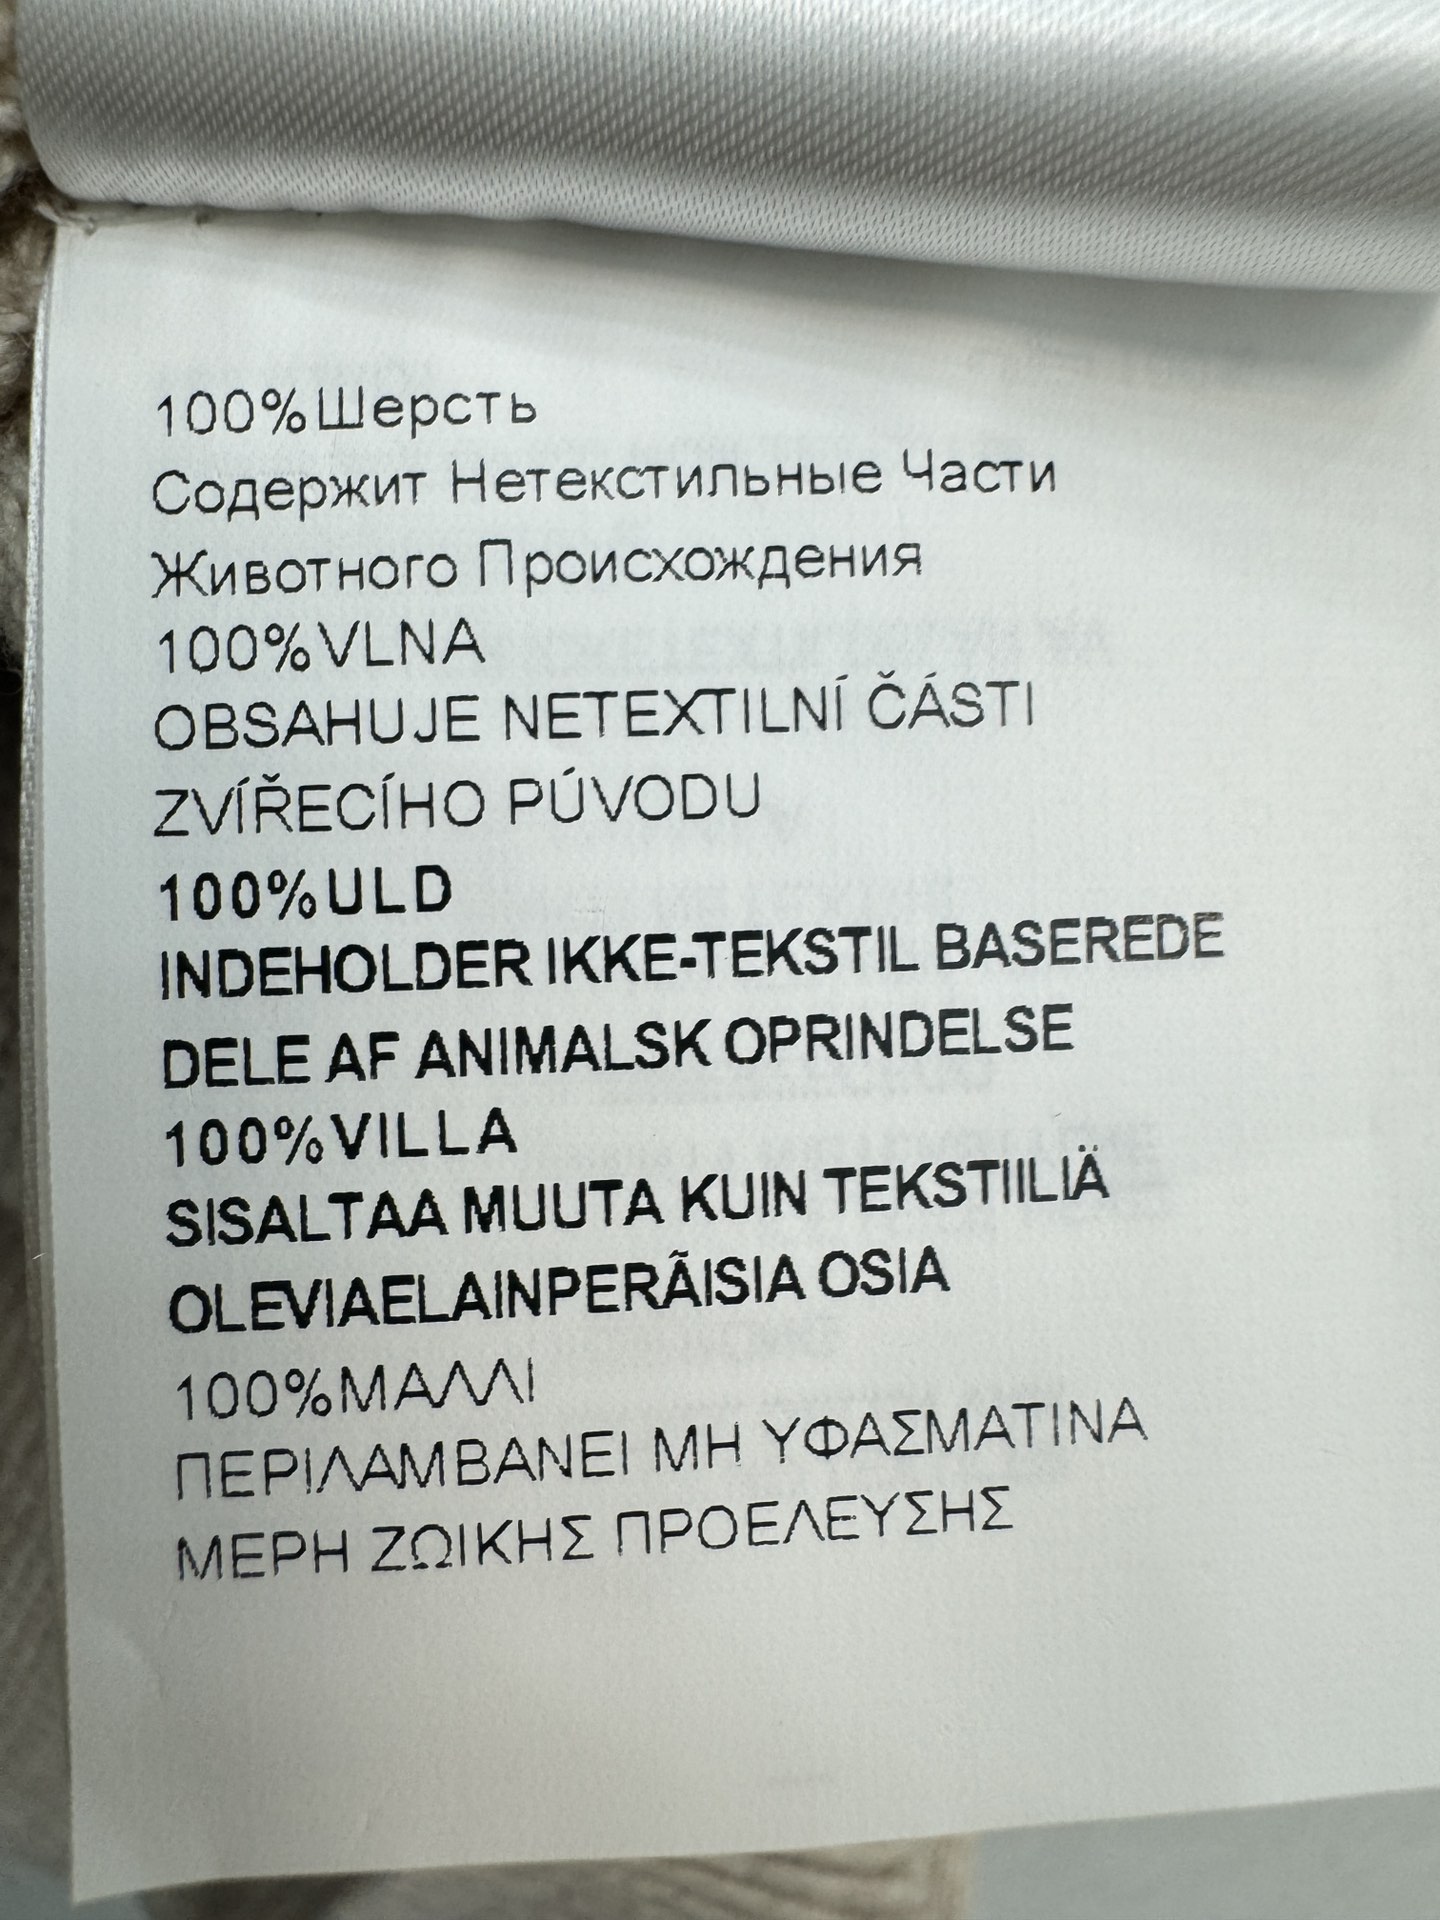 100%Шерсть
Содержит Нетекстильные Части
Животного Происхождения
100%VLNA
OBSAHUJE NETEXTILNÍ ČÁSTI
ZVÍŘECÍHO PÚVODU
100%ULD
INDEHOLDER IKKE-TEKSTIL BASEREDE
DELE AF ANIMALSK OPRINDELSE
100%VILLA
SISALTAA MUUTA KUIN TEKSTIILIÄ
OLEVIAELAINPERÃISIA OSIA
100%ΜΑΛΛΙ
ΠΕΡΙΛΑΜΒΑΝΕΙ ΜΗ ΥΦΑΣΜΑΤΙΝΑ
ΜΕΡΗ ΖΩΙΚΗΣ ΠΡΟΕΛΕΥΣΗΣ